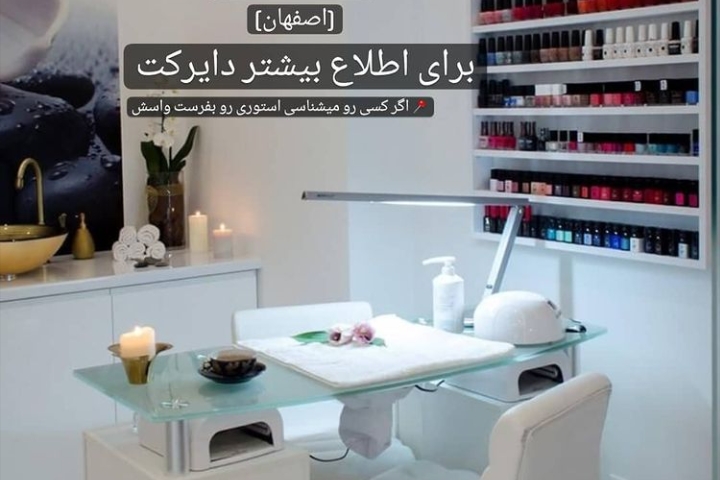 [اصفهان]
برای اطلاع بیشتر دایرکت
📍اگر کسی رو میشناسی استوری رو بفرست واسش